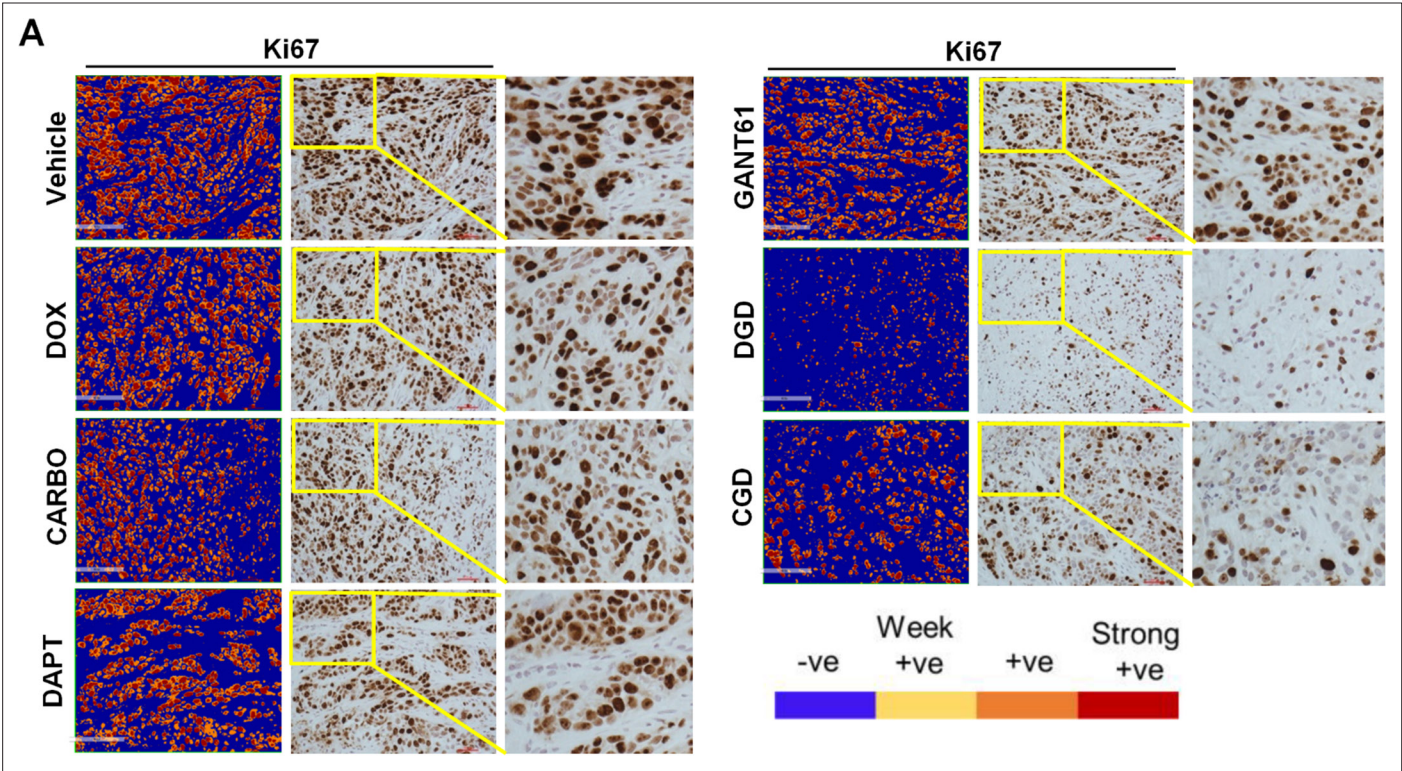 A
Ki67
Vehicle
DOX
CARBO
DAPT
Ki67
GANT61
DGD
CGD
-ve
Week
+ve
+ve
Strong
+ve